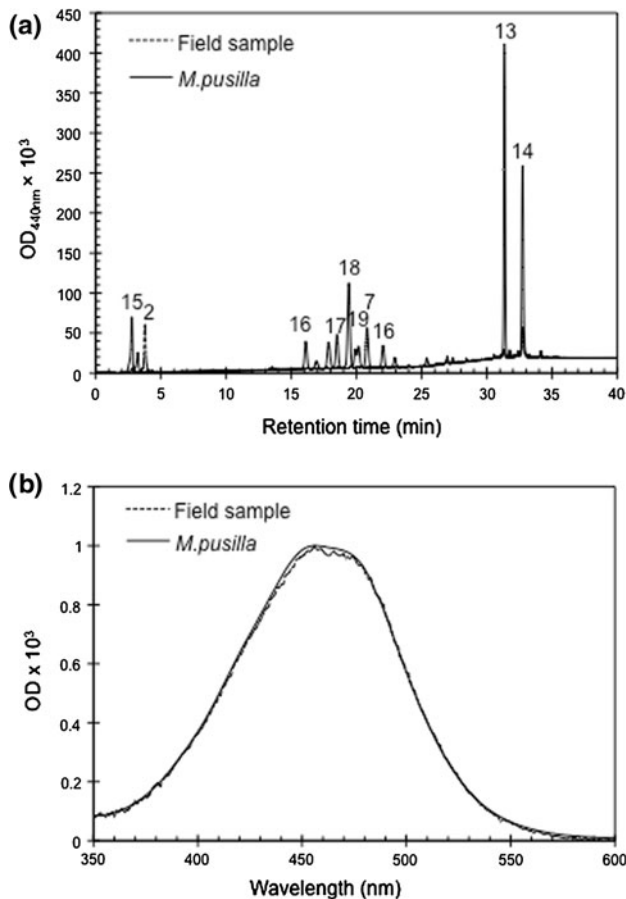 (a)
450
400
350
300
250
200
150
100
50
0
OD440nm × 10³
Field sample
M.pusilla
13
14
15
2
16
17
18
19
7
16
0 5 10 15 20 25 30 35 40
Retention time (min)
(b)
1.2
1
0.8
0.6
0.4
0.2
0
OD x 10³
Field sample
M.pusilla
350 400 450 500 550 600
Wavelength (nm)